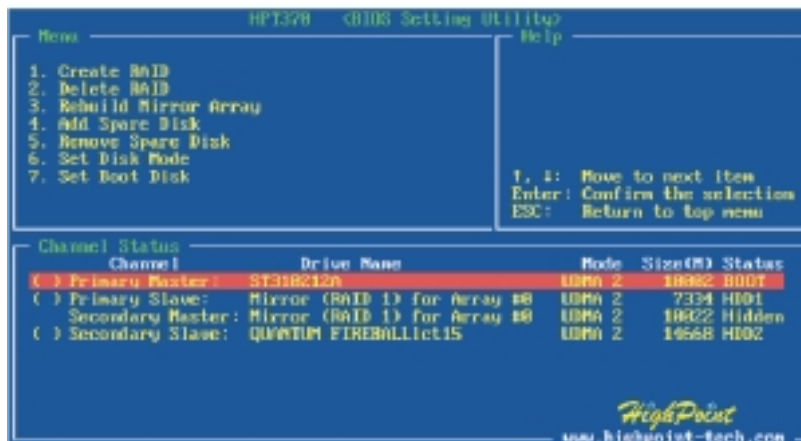 HPT370 <BIOS Setting Utility>
Menu
1. Create RAID
2. Delete RAID
3. Rebuild Mirror Array
4. Add Spare Disk
5. Remove Spare Disk
6. Set Disk Mode
7. Set Boot Disk
Help
↑, ↓: Move to next item
Enter: Confirm the selection
ESC: Return to top menu
Channel Status
Channel Drive Name Mode Size(M) Status
( ) Primary Master: ST310212A UDMA 2 10002 BOOT
( ) Primary Slave: Mirror (RAID 1) for Array #0 UDMA 2 7334 HDD1
Secondary Master: Mirror (RAID 1) for Array #0 UDMA 2 10022 Hidden
( ) Secondary Slave: QUANTUM FIREBALLlct15 UDMA 2 14668 HDD2
HighPoint
www.highpoint-tech.com